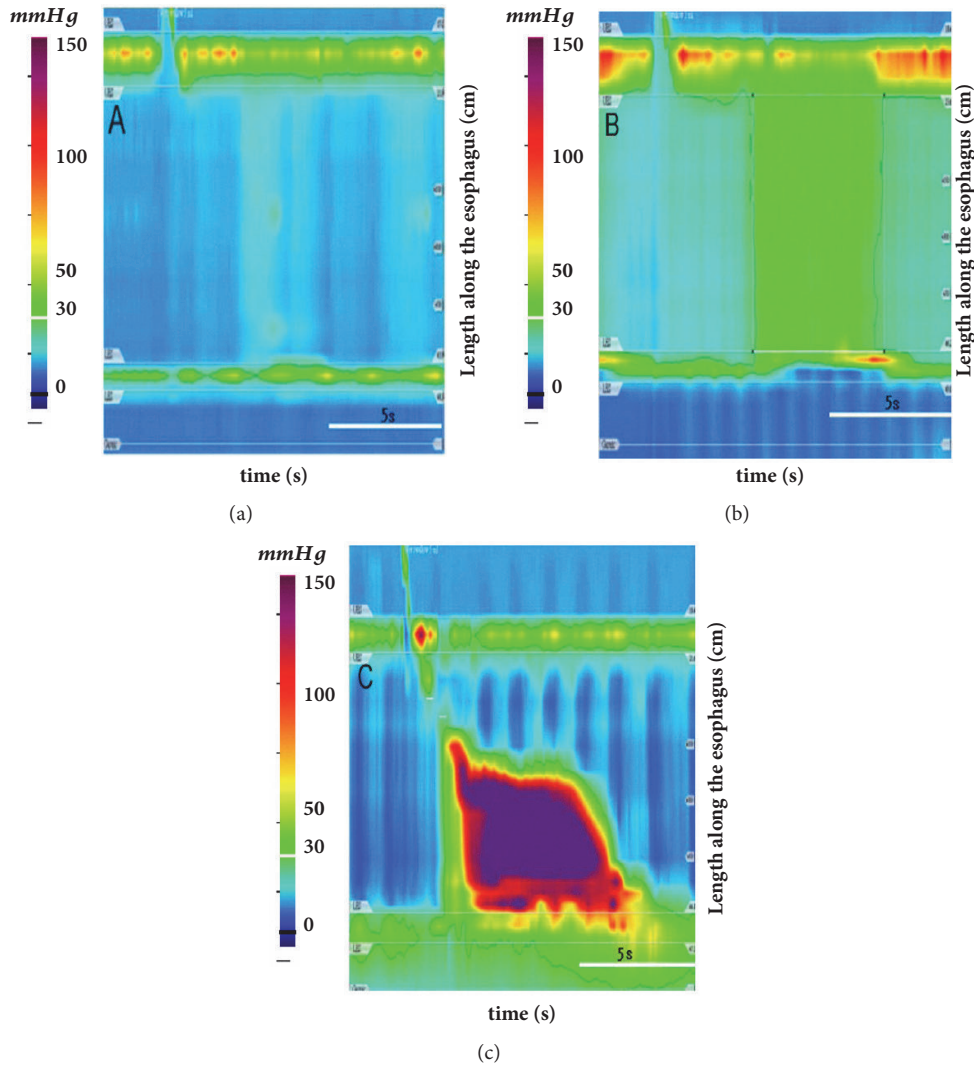 mmHg
150
100
50
30
0
A
5s
Length along the esophagus (cm)
time (s)
(a)
mmHg
150
100
50
30
0
B
5s
Length along the esophagus (cm)
time (s)
(b)
mmHg
150
100
50
30
0
C
5s
Length along the esophagus (cm)
time (s)
(c)